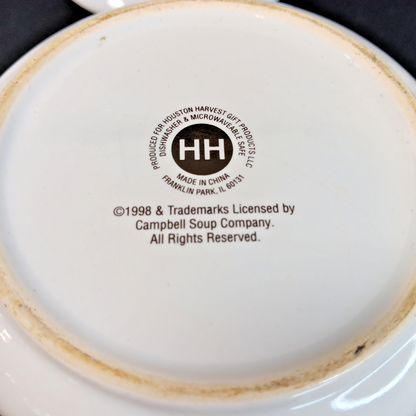 PRODUCED FOR HOUSTON HARVEST GIFT PRODUCTS LLC
DISHWASHER & MICROWAVEABLE SAFE
HH
MADE IN CHINA
FRANKLIN PARK, IL 60131
©1998 & Trademarks Licensed by
Campbell Soup Company.
All Rights Reserved.